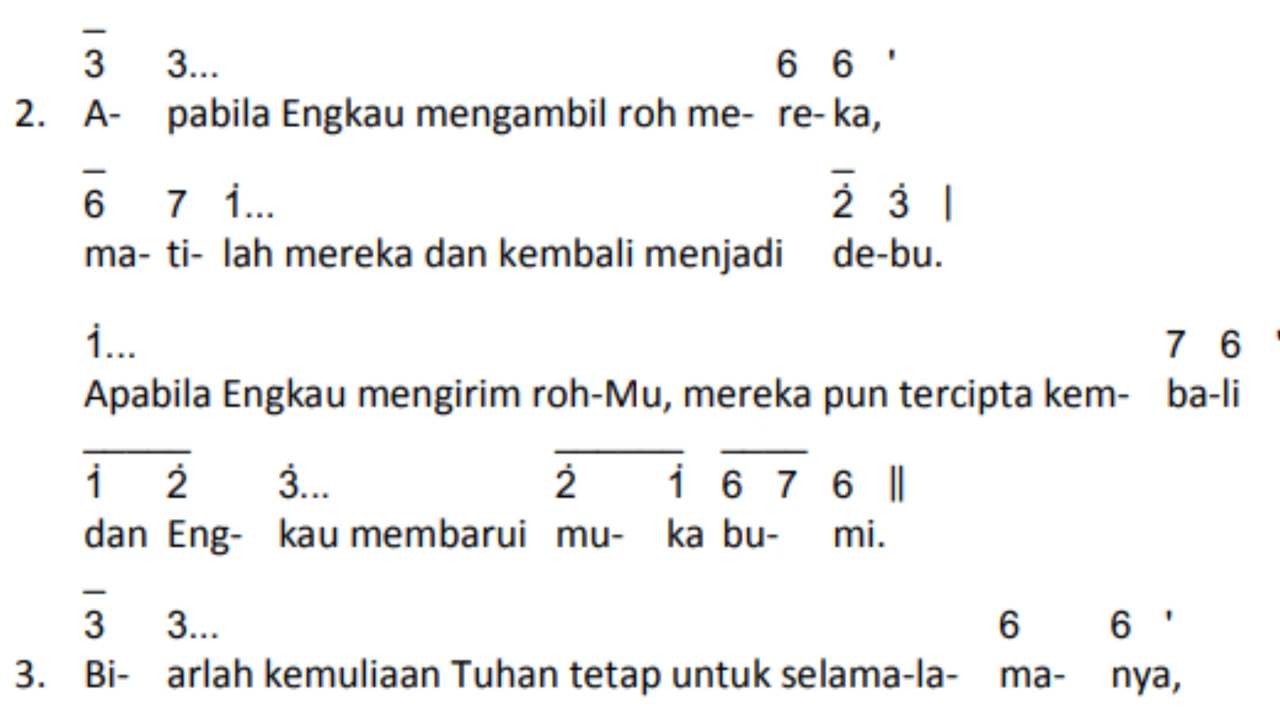 3 3... 6 6 '
2. A- pabila Engkau mengambil roh me- re- ka,
6 7 1̇... 2̇ 3̇ |
ma- ti- lah mereka dan kembali menjadi de-bu.
1̇... 7 6 '
Apabila Engkau mengirim roh-Mu, mereka pun tercipta kem- ba-li
1̇ 2̇ 3̇... 2̇ 1̇ 6 7 6 ||
dan Eng- kau membarui mu- ka bu- mi.
3 3... 6 6 '
3. Bi- arlah kemuliaan Tuhan tetap untuk selama-la- ma- nya,